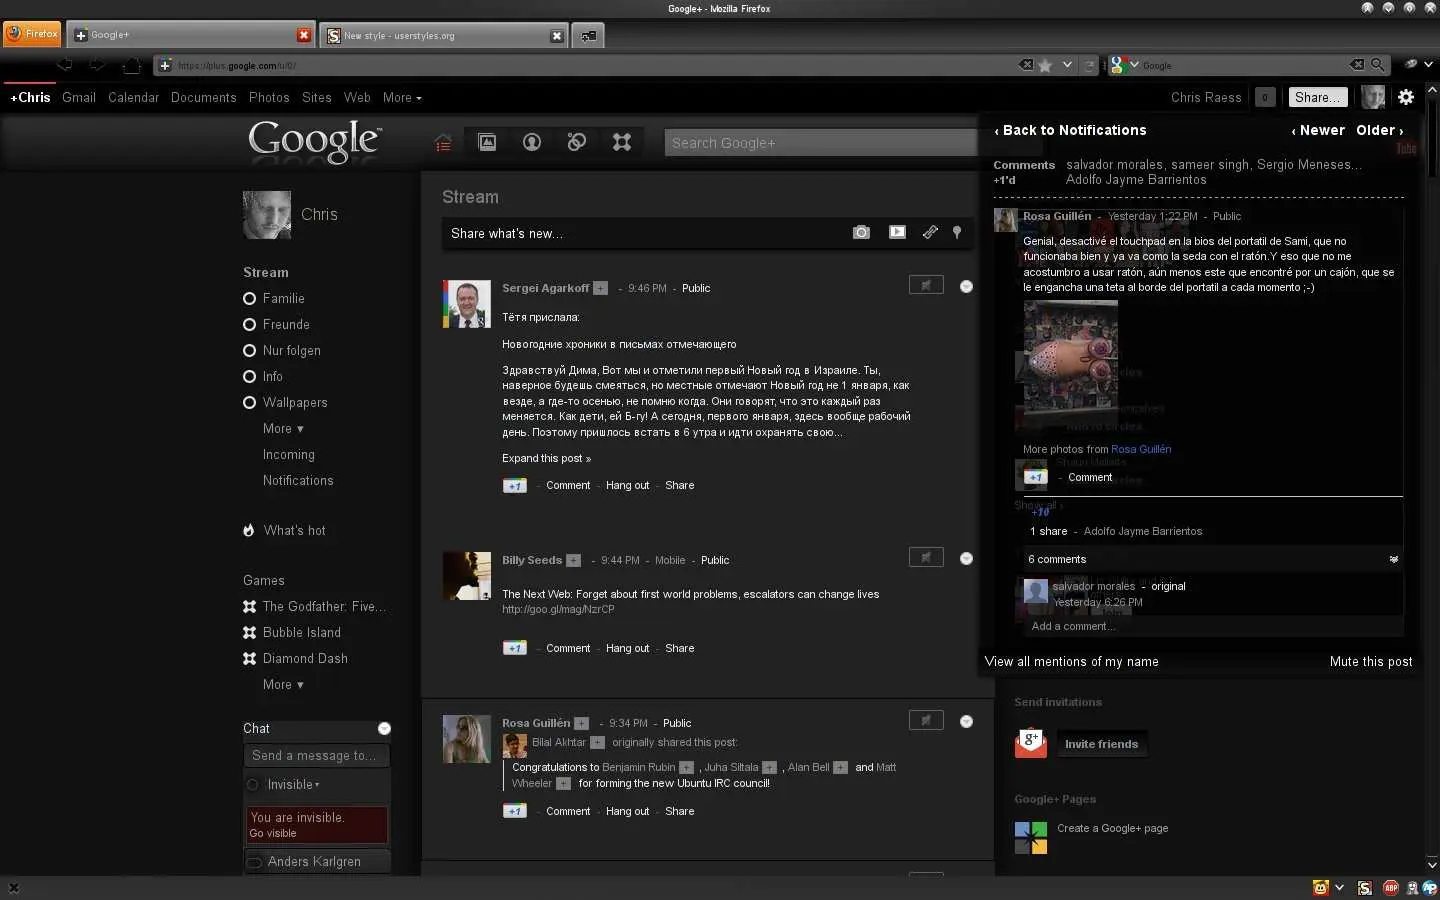 Google+ - Mozilla Firefox
Firefox
Google+
New style - userstyles.org
https://plus.google.com/u/0/
Google
+Chris Gmail Calendar Documents Photos Sites Web More
Chris Raess 0 Share...
Google™
Search Google+
‹ Back to Notifications ‹ Newer Older ›
Tube
Comments salvador morales, sameer singh, Sergio Meneses...
+1'd Adolfo Jayme Barrientos
Chris
Stream
Familie
Freunde
Nur folgen
Info
Wallpapers
More ▾
Incoming
Notifications
What's hot
Games
The Godfather: Five...
Bubble Island
Diamond Dash
More ▾
Chat
Send a message to...
Invisible
You are invisible.
Go visible
Anders Karlgren
Stream
Share what's new...
Sergei Agarkoff + - 9:46 PM - Public
Тётя прислала:
Новогодние хроники в письмах отмечающего
Здравствуй Дима, Вот мы и отметили первый Новый год в Израиле. Ты,
наверное будешь смеяться, но местные отмечают Новый год не 1 января, как
везде, а где-то осенью, не помню когда. Они говорят, что это каждый раз
меняется. Как дети, ей Б-гу! А сегодня, первого января, здесь вообще рабочий
день. Поэтому пришлось встать в 6 утра и идти охранять свою...
Expand this post »
+1 - Comment - Hang out - Share
Billy Seeds + - 9:44 PM - Mobile - Public
The Next Web: Forget about first world problems, escalators can change lives
http://goo.gl/mag/NzrCP
+1 - Comment - Hang out - Share
Rosa Guillén + - 9:34 PM - Public
Bilal Akhtar + originally shared this post:
Congratulations to Benjamin Rubin + , Juha Siltala + , Alan Bell + and Matt
Wheeler + for forming the new Ubuntu IRC council!
+1 - Comment - Hang out - Share
Rosa Guillén - Yesterday 1:22 PM - Public
Genial, desactivé el touchpad en la bios del portatil de Sami, que no
funcionaba bien y ya va como la seda con el ratón.Y eso que no me
acostumbro a usar ratón, aún menos este que encontré por un cajón, que se
le engancha una teta al borde del portatil a cada momento ;-)
More photos from Rosa Guillén
+1 - Comment
Show all ›
+10
1 share - Adolfo Jayme Barrientos
6 comments
salvador morales - original
Yesterday 6:26 PM
Add a comment...
View all mentions of my name Mute this post
Send invitations
g+ Invite friends
Google+ Pages
Create a Google+ page
ABP